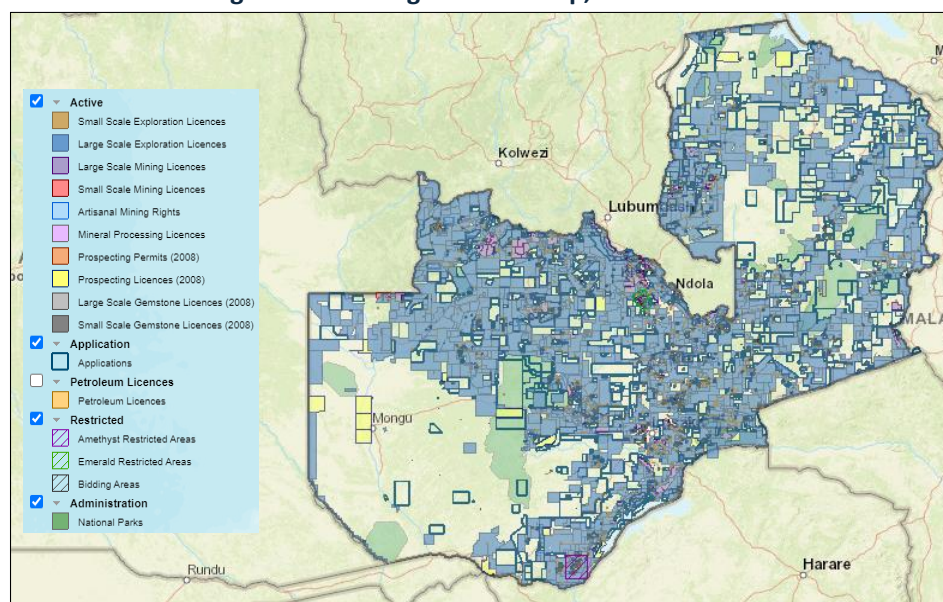 Active
Small Scale Exploration Licences
Large Scale Exploration Licences
Large Scale Mining Licences
Small Scale Mining Licences
Artisanal Mining Rights
Mineral Processing Licences
Prospecting Permits (2008)
Prospecting Licences (2008)
Large Scale Gemstone Licences (2008)
Small Scale Gemstone Licences (2008)
Application
Applications
Petroleum Licences
Petroleum Licences
Restricted
Amethyst Restricted Areas
Emerald Restricted Areas
Bidding Areas
Administration
National Parks
Kolwezi
Lubumbashi
Ndola
MALA
Mongu
Rundu
Harare